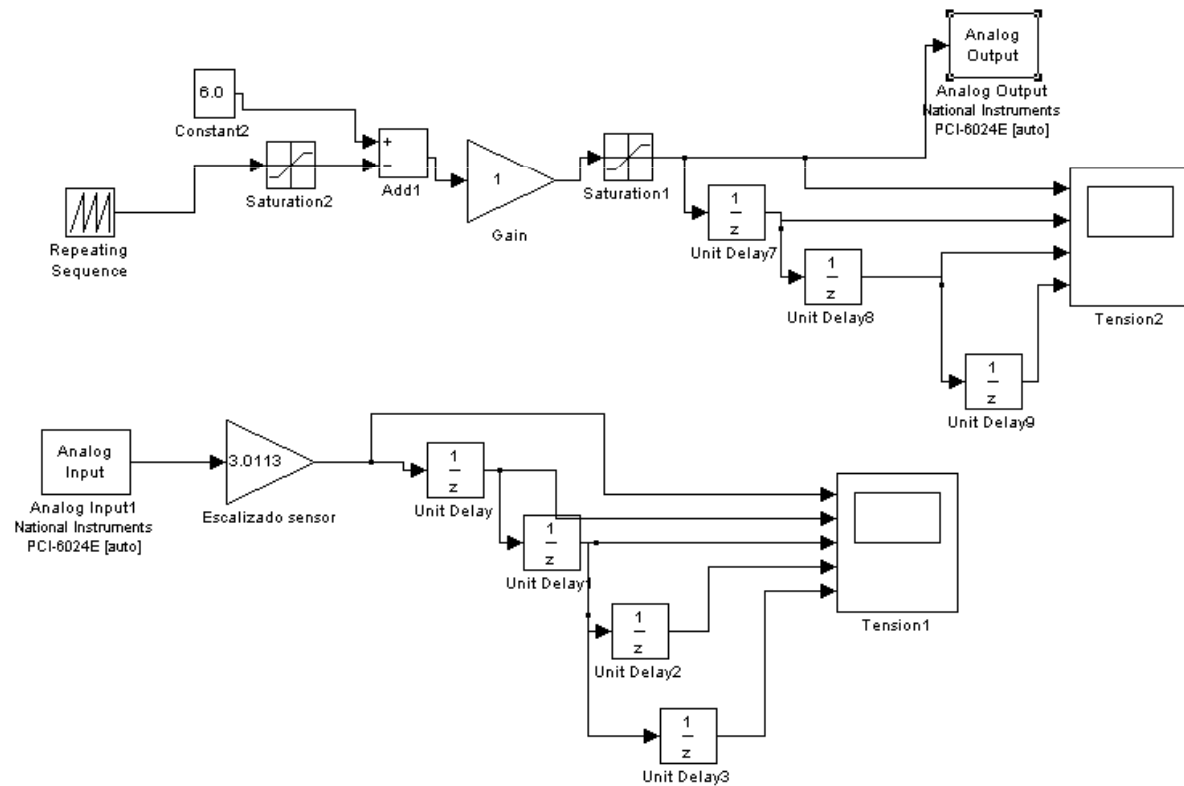 Analog
Output
Analog Output
National Instruments
PCI-6024E [auto]
6.0
Constant2
+
−
Add1
Saturation2
1
Gain
Saturation1
Repeating
Sequence
1
z
Unit Delay7
1
z
Unit Delay8
1
z
Unit Delay9
Tension2
Analog
Input
Analog Input1
National Instruments
PCI-6024E [auto]
3.0113
Escalizado sensor
1
z
Unit Delay
1
z
Unit Delay1
1
z
Unit Delay2
1
z
Unit Delay3
Tension1